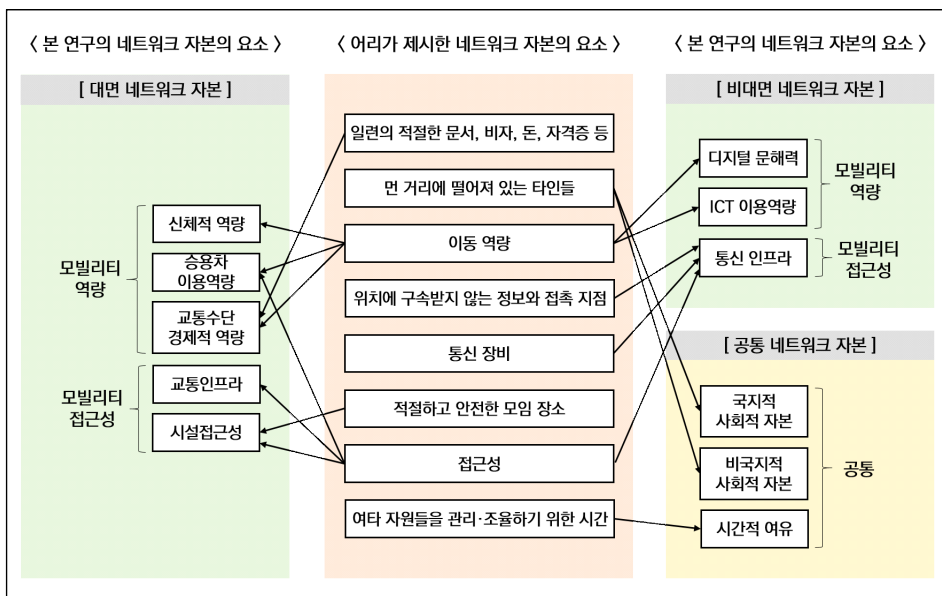 〈 본 연구의 네트워크 자본의 요소 〉
[ 대면 네트워크 자본 ]
모빌리티
역량
신체적 역량
승용차
이용역량
교통수단
경제적 역량
모빌리티
접근성
교통인프라
시설접근성
〈 어리가 제시한 네트워크 자본의 요소 〉
일련의 적절한 문서, 비자, 돈, 자격증 등
먼 거리에 떨어져 있는 타인들
이동 역량
위치에 구속받지 않는 정보와 접촉 지점
통신 장비
적절하고 안전한 모임 장소
접근성
여타 자원들을 관리·조율하기 위한 시간
〈 본 연구의 네트워크 자본의 요소 〉
[ 비대면 네트워크 자본 ]
디지털 문해력
ICT 이용역량
모빌리티
역량
통신 인프라
모빌리티
접근성
[ 공통 네트워크 자본 ]
국지적
사회적 자본
비국지적
사회적 자본
시간적 여유
공통